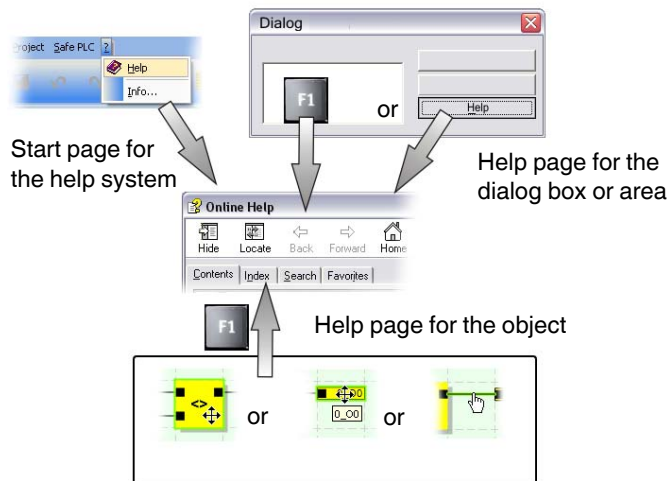 Dialog
Project Safe PLC ?
Help
Info...
F1
or
Help
Start page for
the help system
Help page for the
dialog box or area
Online Help
Hide Locate Back Forward Home
Contents Index Search Favorites
F1
Help page for the object
<>
or
0_O0
or